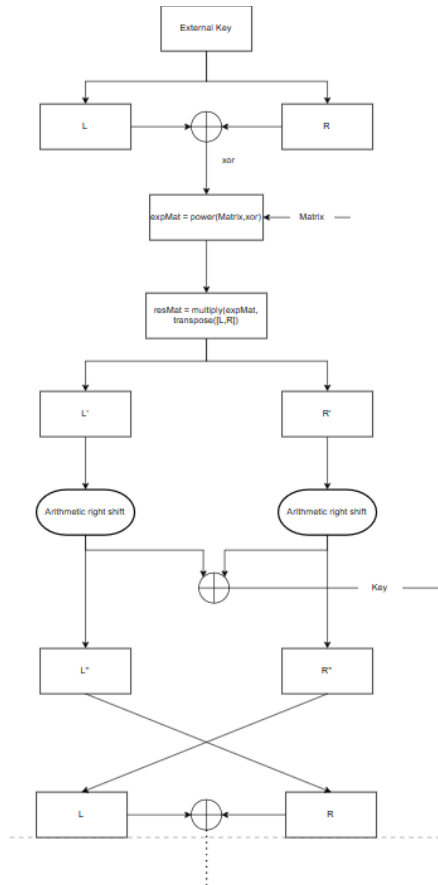 External Key
L
R
xor
expMat = power(Matrix,xor)
Matrix
resMat = multiply(expMat,
transpose([L,R])
L'
R'
Arithmetic right shift
Arithmetic right shift
Key
L"
R"
L
R